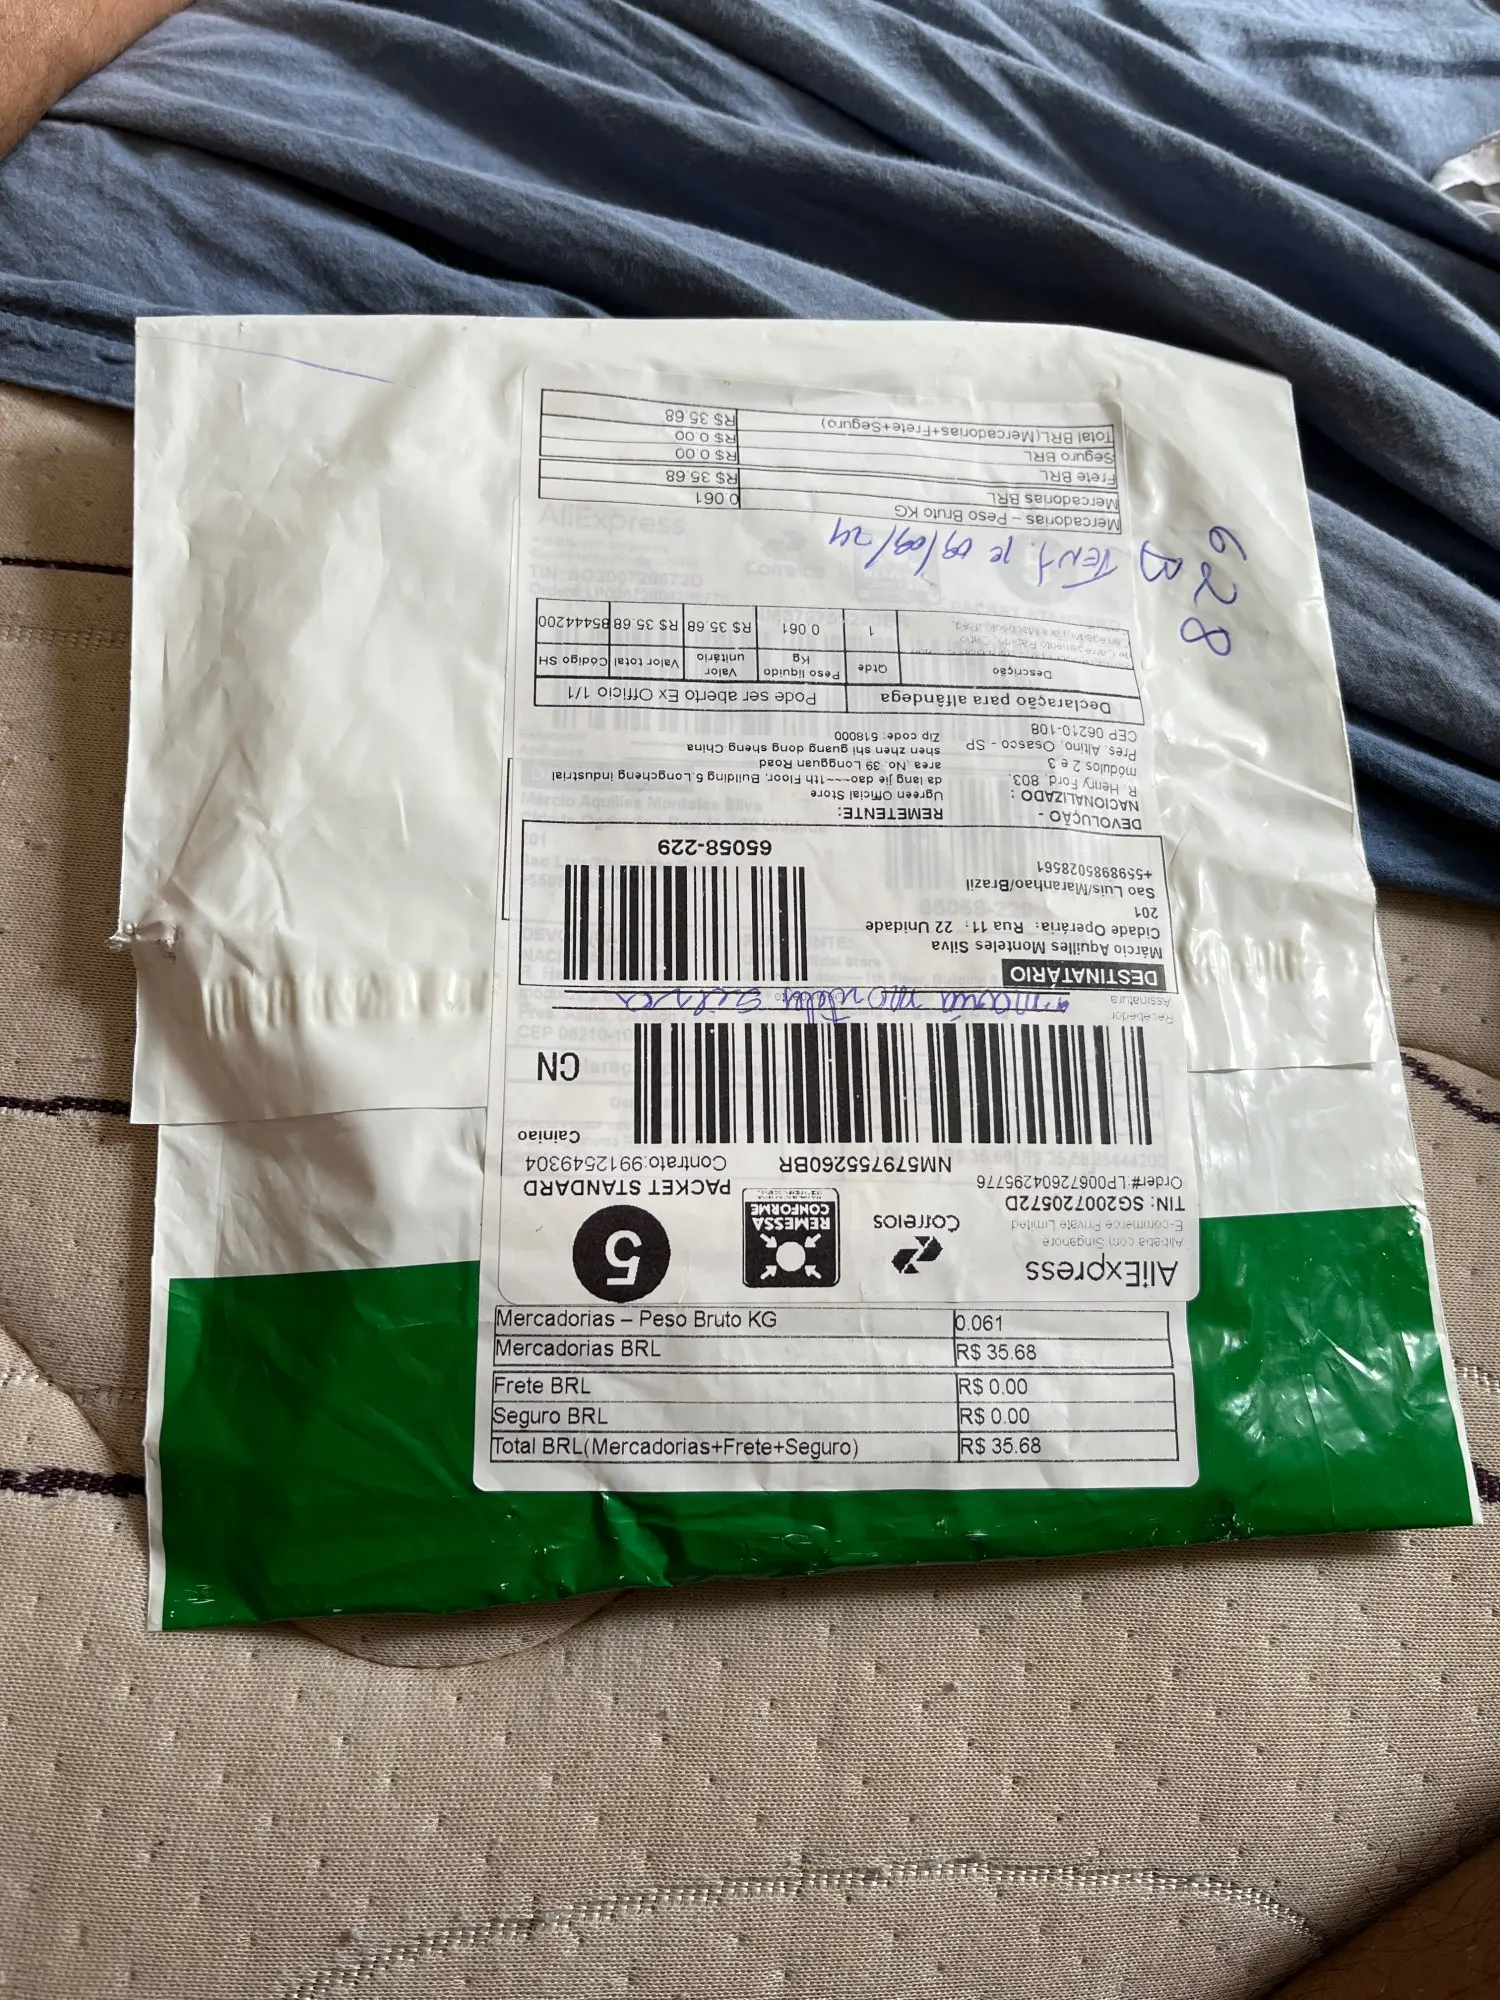 AliExpress
Alibaba com Singapore
E-commerce Private Limited
TIN: SG200720572D
Order#:LP00672604295776
Correios
REMESSA
CONFORME
5
PACKET STANDARD
NM579755260BR
Contrato:9912549304
Cainiao
CN
Recebedor
Assinatura
DESTINATÁRIO
Márcio Aquilles Monteles Silva
Cidade Operária: Rua 11: 22 Unidade
201
Sao Luis/Maranhao/Brazil
+5598985028561
65058-229
DEVOLUÇÃO -
NACIONALIZADO :
R. Henry Ford, 803,
módulos 2 e 3
Pres. Altino, Osasco - SP
CEP 06210-108
REMETENTE:
Ugreen Official Store
da lang jie dao~~~1th Floor, Building 5,Longcheng industrial
area, No. 39 Longguan Road
shen zhen shi guang dong sheng China
Zip code: 518000
Declaração para alfândega
Pode ser aberto Ex Officio 1/1
Descrição Qtde Peso líquido Kg Valor unitário Valor total Código SH
1 0.061 R$ 35.68 R$ 35.68 85444200
628
09/09/24
Mercadorias – Peso Bruto KG 0.061
Mercadorias BRL R$ 35.68
Frete BRL R$ 0.00
Seguro BRL R$ 0.00
Total BRL(Mercadorias+Frete+Seguro) R$ 35.68
Mercadorias – Peso Bruto KG 0.061
Mercadorias BRL R$ 35.68
Frete BRL R$ 0.00
Seguro BRL R$ 0.00
Total BRL(Mercadorias+Frete+Seguro) R$ 35.68